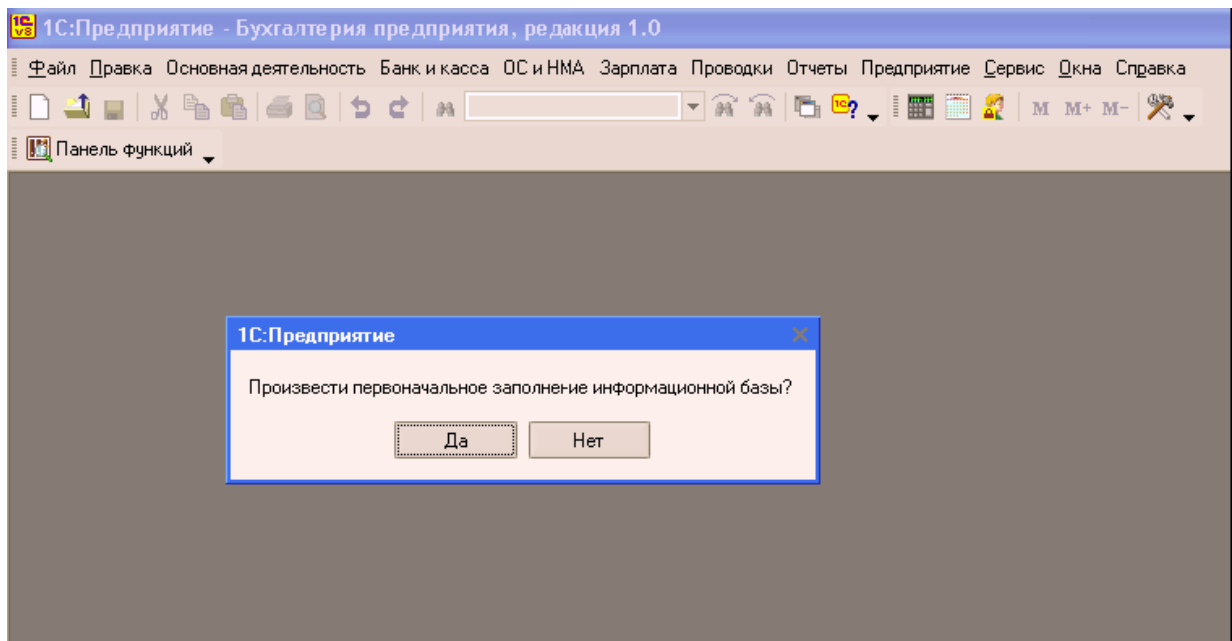 1С:Предприятие - Бухгалтерия предприятия, редакция 1.0
Файл Правка Основная деятельность Банк и касса ОС и НМА Зарплата Проводки Отчеты Предприятие Сервис Окна Справка
M M+ M-
Панель функций
1С:Предприятие
Произвести первоначальное заполнение информационной базы?
Да Нет